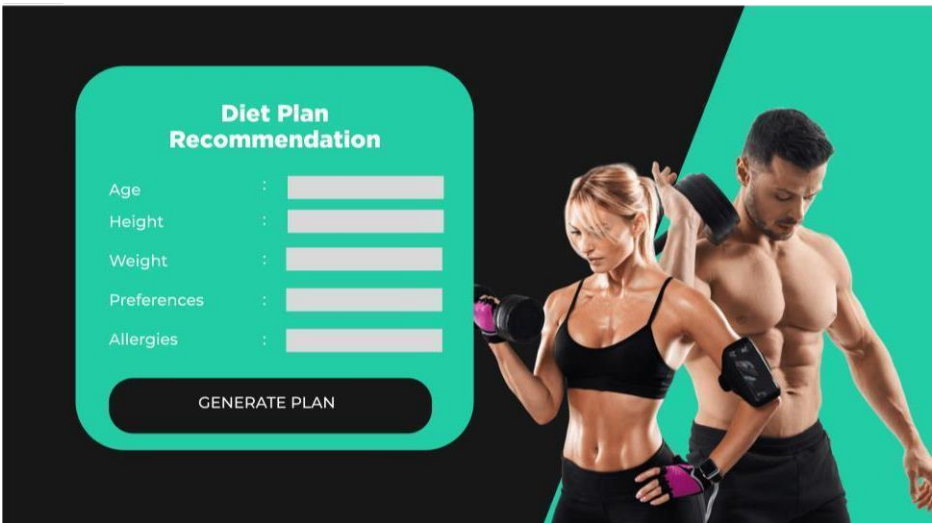 Diet Plan
Recommendation
Age :
Height :
Weight :
Preferences :
Allergies :
GENERATE PLAN